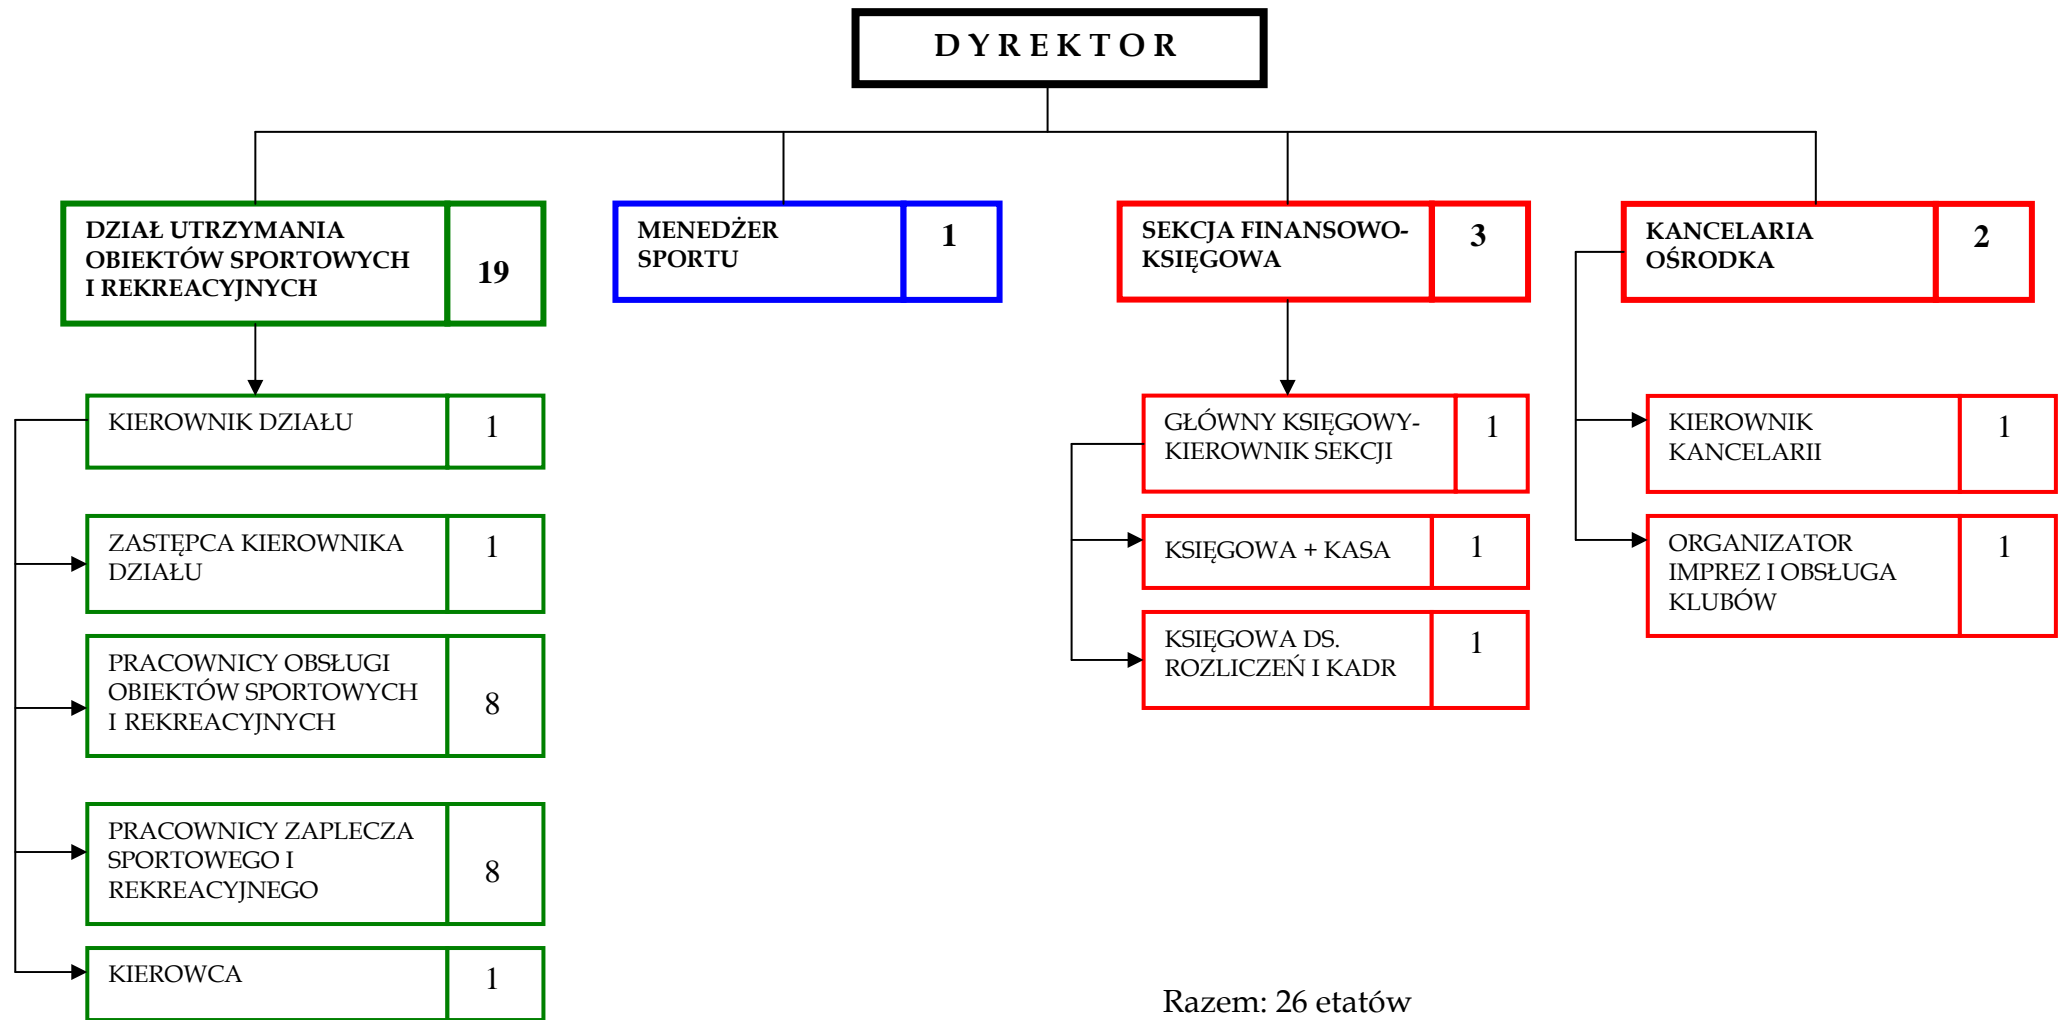 D Y R E K T O R
DZIAŁ UTRZYMANIA
OBIEKTÓW SPORTOWYCH
I REKREACYJNYCH
19
MENEDŻER
SPORTU
1
SEKCJA FINANSOWO-
KSIĘGOWA
3
KANCELARIA
OŚRODKA
2
KIEROWNIK DZIAŁU
1
ZASTĘPCA KIEROWNIKA
DZIAŁU
1
PRACOWNICY OBSŁUGI
OBIEKTÓW SPORTOWYCH
I REKREACYJNYCH
8
PRACOWNICY ZAPLECZA
SPORTOWEGO I
REKREACYJNEGO
8
KIEROWCA
1
GŁÓWNY KSIĘGOWY-
KIEROWNIK SEKCJI
1
KSIĘGOWA + KASA
1
KSIĘGOWA DS.
ROZLICZEŃ I KADR
1
KIEROWNIK
KANCELARII
1
ORGANIZATOR
IMPREZ I OBSŁUGA
KLUBÓW
1
Razem: 26 etatów